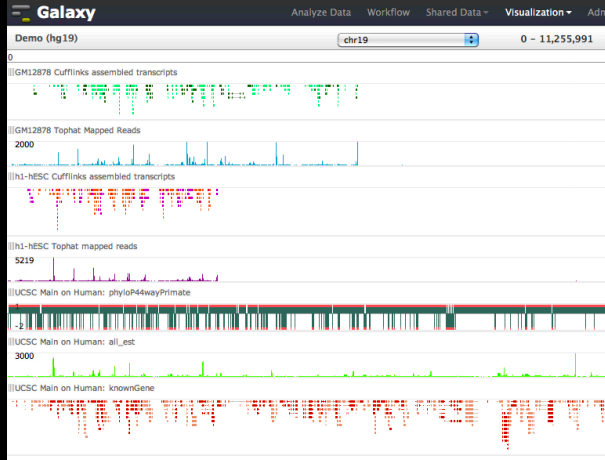 Galaxy Analyze Data Workflow Shared Data Visualization
Demo (hg19) chr19 0 - 11,255,991
0
GM12878 Cufflinks assembled transcripts
GM12878 Tophat Mapped Reads
2000
h1-hESC Cufflinks assembled transcripts
h1-hESC Tophat mapped reads
5219
UCSC Main on Human: phyloP44wayPrimate
1
-2
UCSC Main on Human: all_est
3000
UCSC Main on Human: knownGene